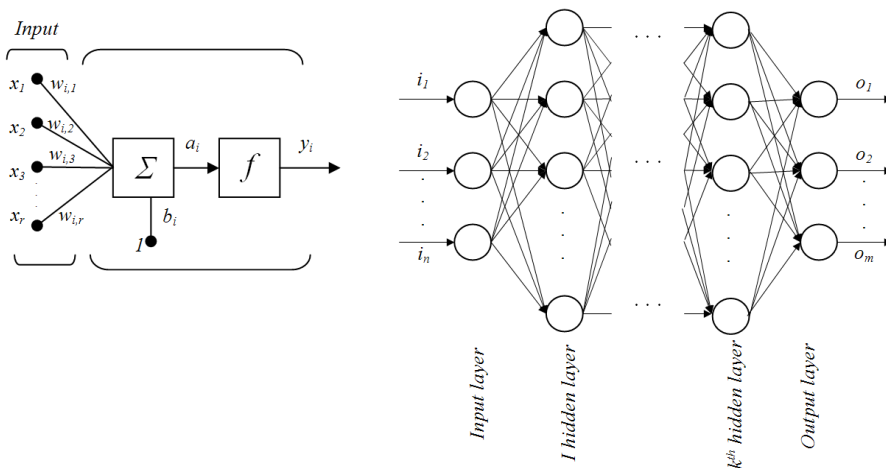 Input
x1
wi,1
x2
wi,2
x3
wi,3
. . . .
xr
wi,r
Σ
ai
f
yi
bi
1
i1
i2
. . . .
in
. . .
. . .
. . .
o1
o2
. . . .
om
Input layer
I hidden layer
kth hidden layer
Output layer